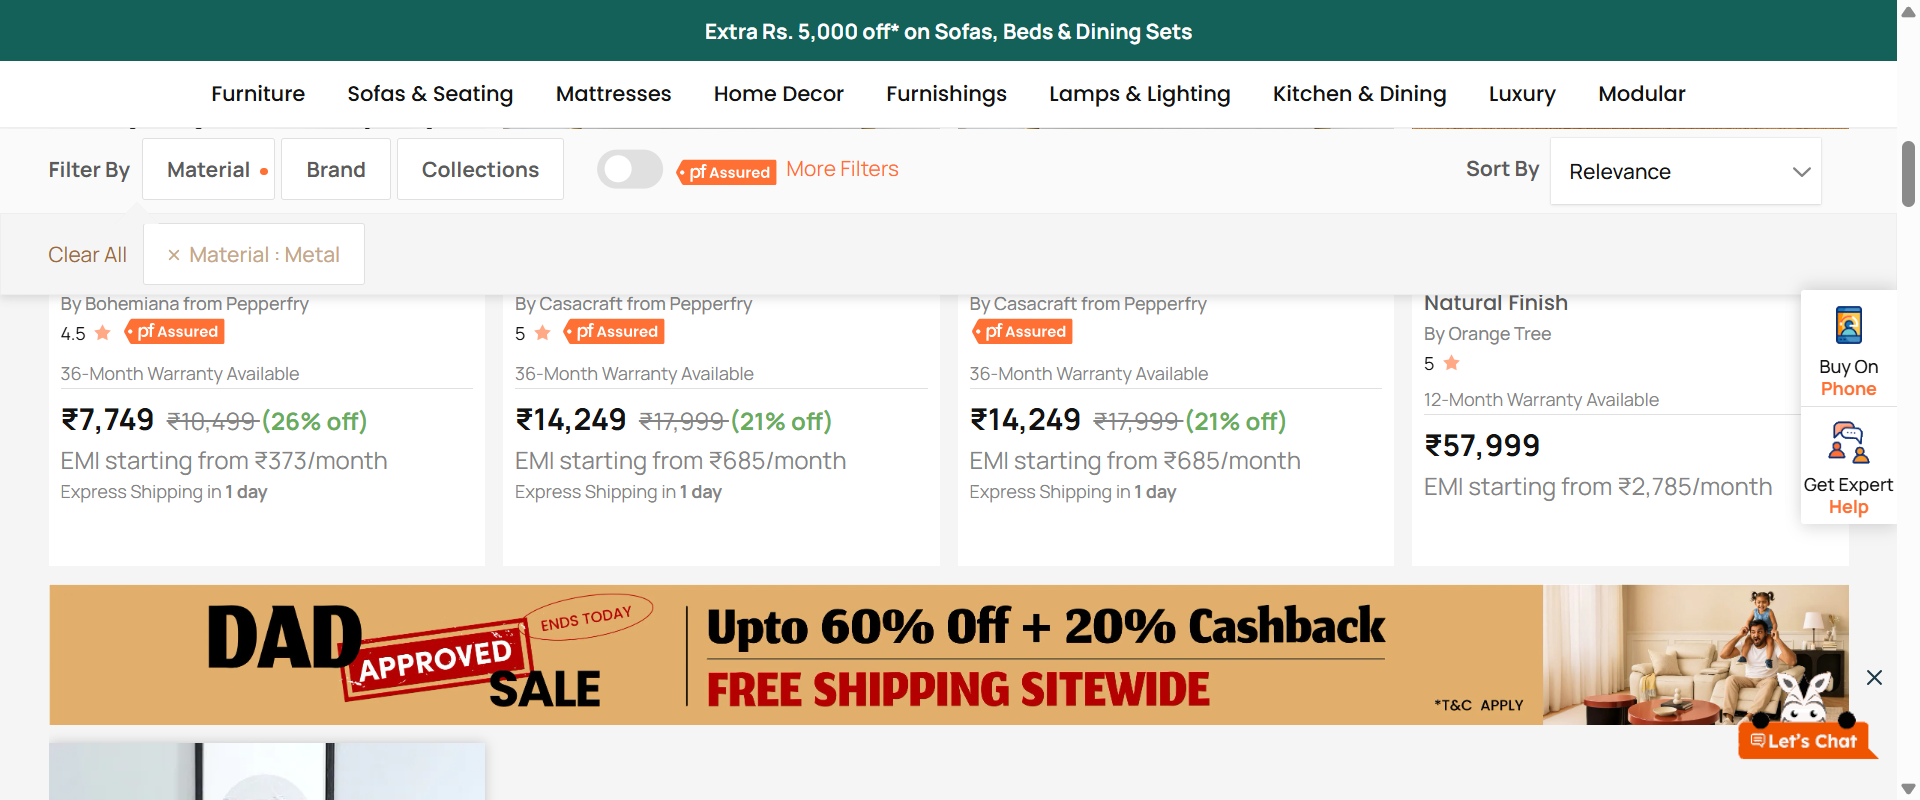 Extra Rs. 5,000 off* on Sofas, Beds & Dining Sets
Furniture Sofas & Seating Mattresses Home Decor Furnishings Lamps & Lighting Kitchen & Dining Luxury Modular
Filter By Material Brand Collections pf Assured More Filters Sort By Relevance
Clear All × Material : Metal
By Bohemiana from Pepperfry
4.5 pf Assured
36-Month Warranty Available
₹7,749 ₹10,499 (26% off)
EMI starting from ₹373/month
Express Shipping in 1 day
By Casacraft from Pepperfry
5 pf Assured
36-Month Warranty Available
₹14,249 ₹17,999 (21% off)
EMI starting from ₹685/month
Express Shipping in 1 day
By Casacraft from Pepperfry
pf Assured
36-Month Warranty Available
₹14,249 ₹17,999 (21% off)
EMI starting from ₹685/month
Express Shipping in 1 day
Natural Finish
By Orange Tree
5
12-Month Warranty Available
₹57,999
EMI starting from ₹2,785/month
Buy On
Phone
Get Expert
Help
DAD
APPROVED
SALE
ENDS TODAY
Upto 60% Off + 20% Cashback
FREE SHIPPING SITEWIDE
*T&C APPLY
Let's Chat